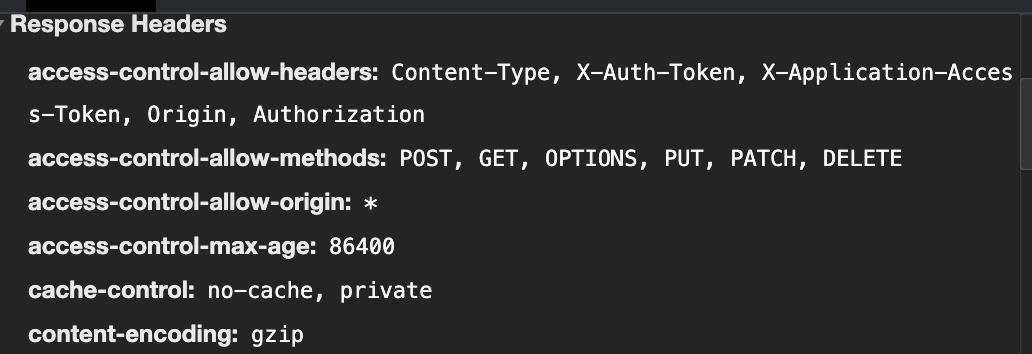 Response Headers
access-control-allow-headers: Content-Type, X-Auth-Token, X-Application-Acces
s-Token, Origin, Authorization
access-control-allow-methods: POST, GET, OPTIONS, PUT, PATCH, DELETE
access-control-allow-origin: *
access-control-max-age: 86400
cache-control: no-cache, private
content-encoding: gzip